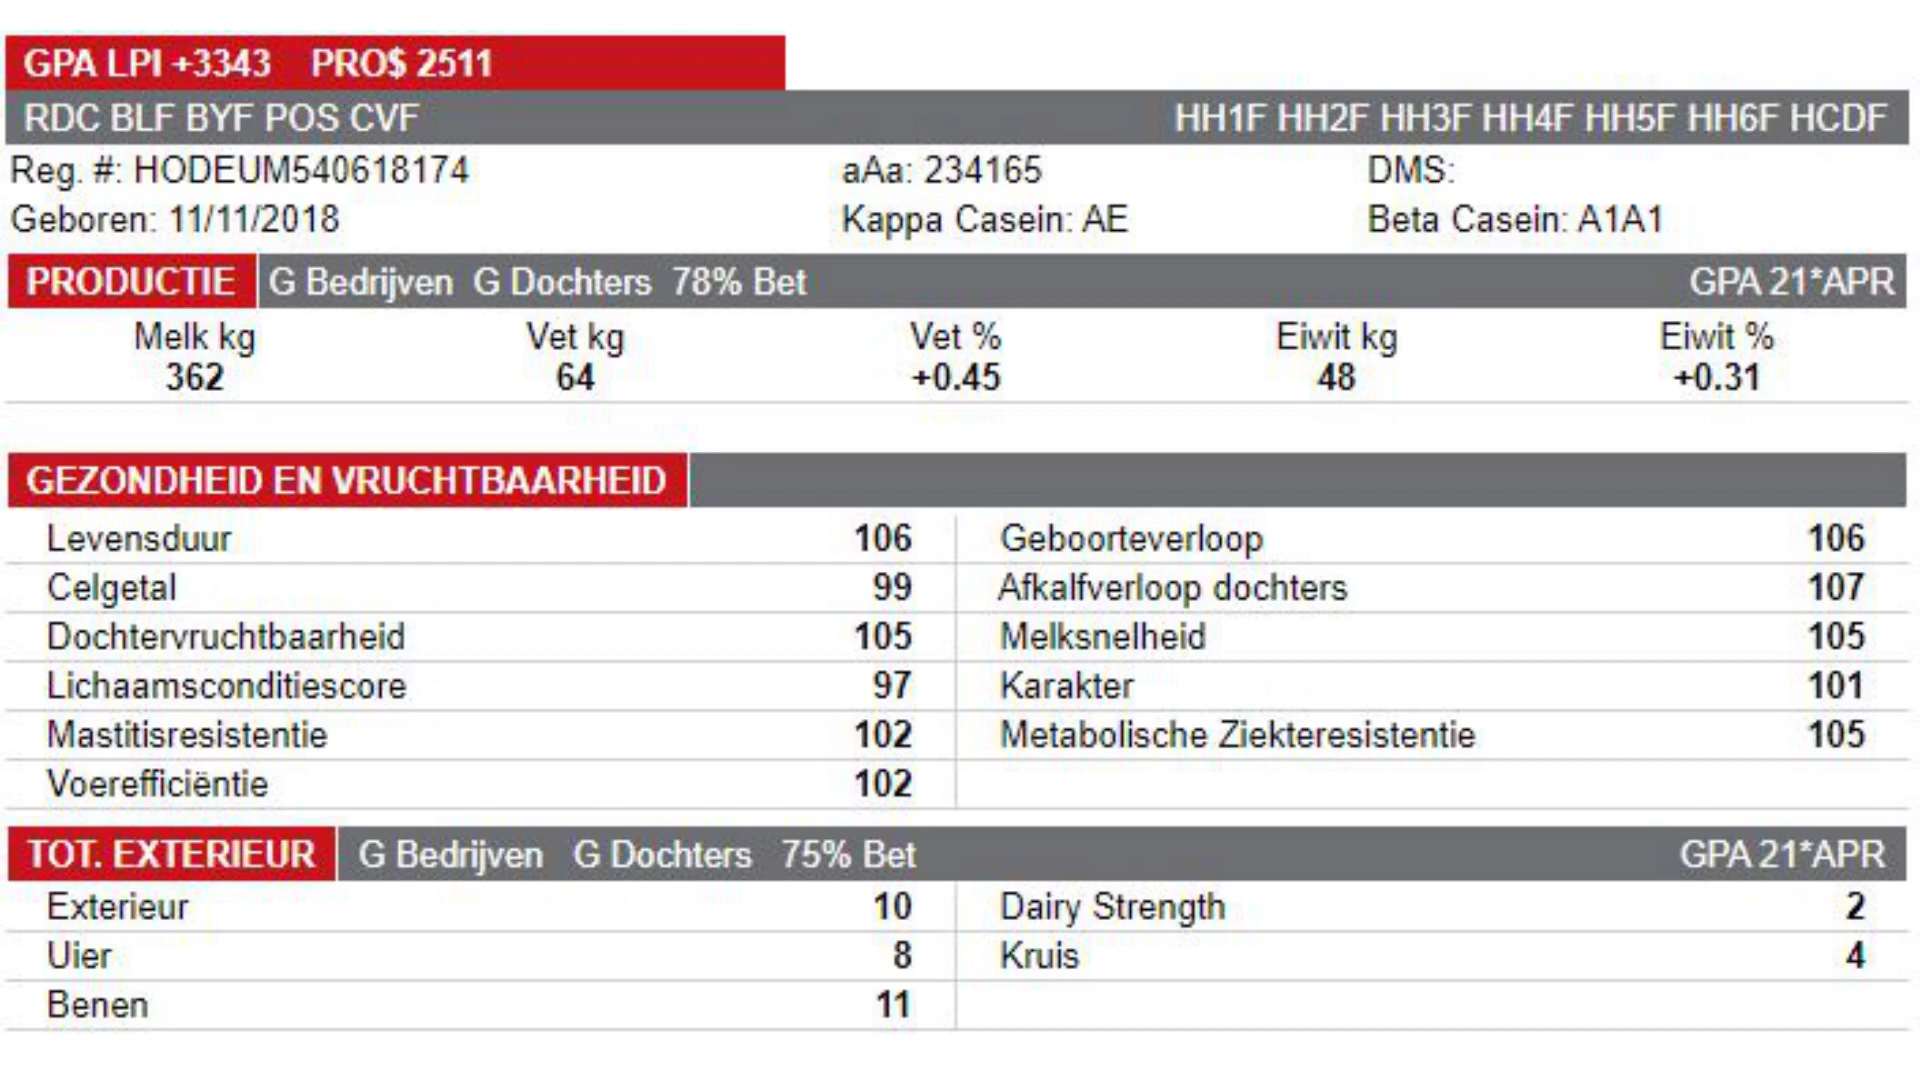 GPA LPI +3343 PRO$ 2511
RDC BLF BYF POS CVF HH1F HH2F HH3F HH4F HH5F HH6F HCDF
Reg. #: HODEUM540618174 aAa: 234165 DMS:
Geboren: 11/11/2018 Kappa Casein: AE Beta Casein: A1A1
PRODUCTIE G Bedrijven G Dochters 78% Bet GPA 21*APR
Melk kg Vet kg Vet % Eiwit kg Eiwit %
362 64 +0.45 48 +0.31
GEZONDHEID EN VRUCHTBAARHEID
Levensduur 106 Geboorteverloop 106
Celgetal 99 Afkalfverloop dochters 107
Dochtervruchtbaarheid 105 Melksnelheid 105
Lichaamsconditiescore 97 Karakter 101
Mastitisresistentie 102 Metabolische Ziekteresistentie 105
Voerefficiëntie 102
TOT. EXTERIEUR G Bedrijven G Dochters 75% Bet GPA 21*APR
Exterieur 10 Dairy Strength 2
Uier 8 Kruis 4
Benen 11